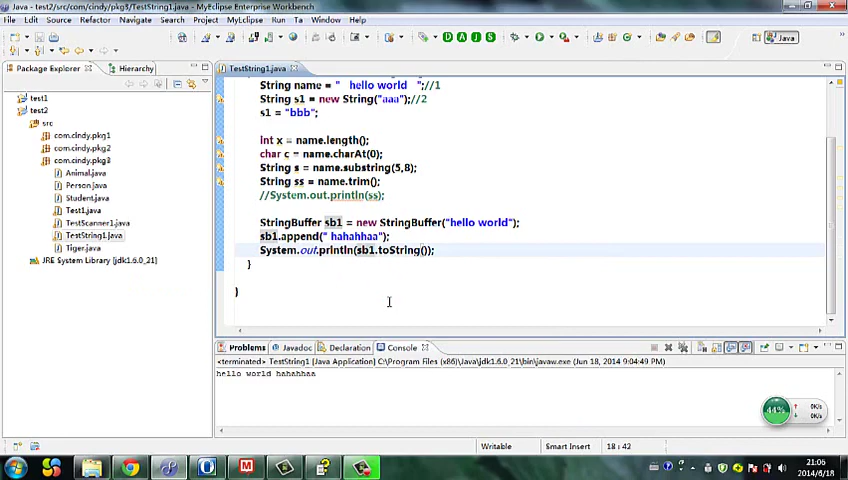 Java - test2/src/com/cindy/pkg3/TestString1.java - MyEclipse Enterprise Workbench
File Edit Source Refactor Navigate Search Project MyEclipse Run Ta Window Help
Java
Package Explorer Hierarchy
test1
test2
src
com.cindy.pkg1
com.cindy.pkg2
com.cindy.pkg3
Animal.java
Person.java
Student.java
Test1.java
TestScanner1.java
TestString1.java
Tiger.java
JRE System Library [jdk1.6.0_21]
TestString1.java
String name = "  hello world  ";//1
String s1 = new String("aaa");//2
s1 = "bbb";
int x = name.length();
char c = name.charAt(0);
String s = name.substring(5,8);
String ss = name.trim();
//System.out.println(ss);
StringBuffer sb1 = new StringBuffer("hello world");
sb1.append(" hahahhaa");
System.out.println(sb1.toString());
}
}
Problems Javadoc Declaration Console
<terminated> TestString1 [Java Application] C:\Program Files (x86)\Java\jdk1.6.0_21\bin\javaw.exe (Jun 18, 2014 9:04:49 PM)
hello world hahahhaa
44% 0K/s
0K/s
Writable Smart Insert 18 : 42
21:06
2014/6/18